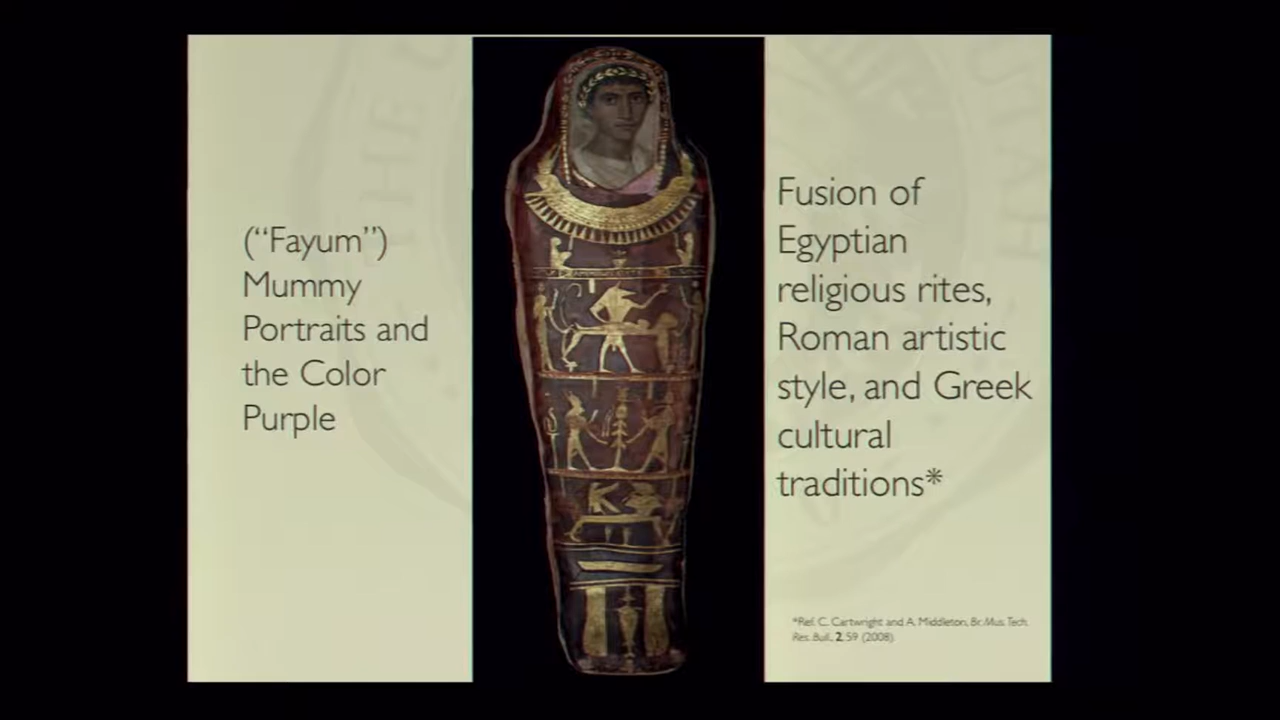 (“Fayum”)
Mummy
Portraits and
the Color
Purple
Fusion of
Egyptian
religious rites,
Roman artistic
style, and Greek
cultural
traditions*
*Ref. C. Cartwright and A. Middleton, Br. Mus. Tech.
Res. Bull., 2, 59 (2008)